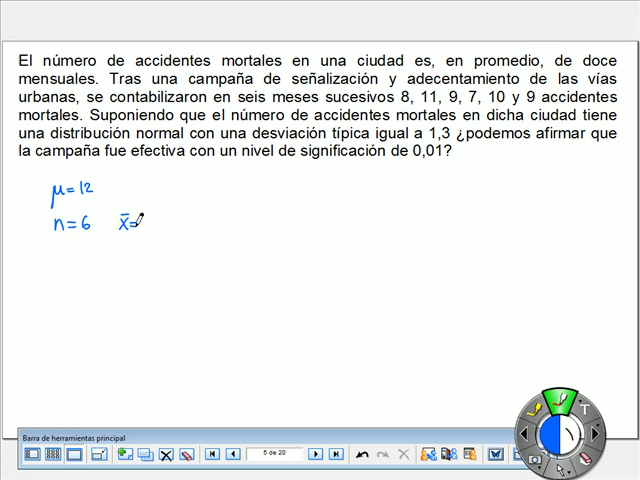 El número de accidentes mortales en una ciudad es, en promedio, de doce
mensuales. Tras una campaña de señalización y adecentamiento de las vías
urbanas, se contabilizaron en seis meses sucesivos 8, 11, 9, 7, 10 y 9 accidentes
mortales. Suponiendo que el número de accidentes mortales en dicha ciudad tiene
una distribución normal con una desviación típica igual a 1,3 ¿podemos afirmar que
la campaña fue efectiva con un nivel de significación de 0,01?
μ = 12
n = 6 x̄ =
Barra de herramientas principal
5 de 20
T